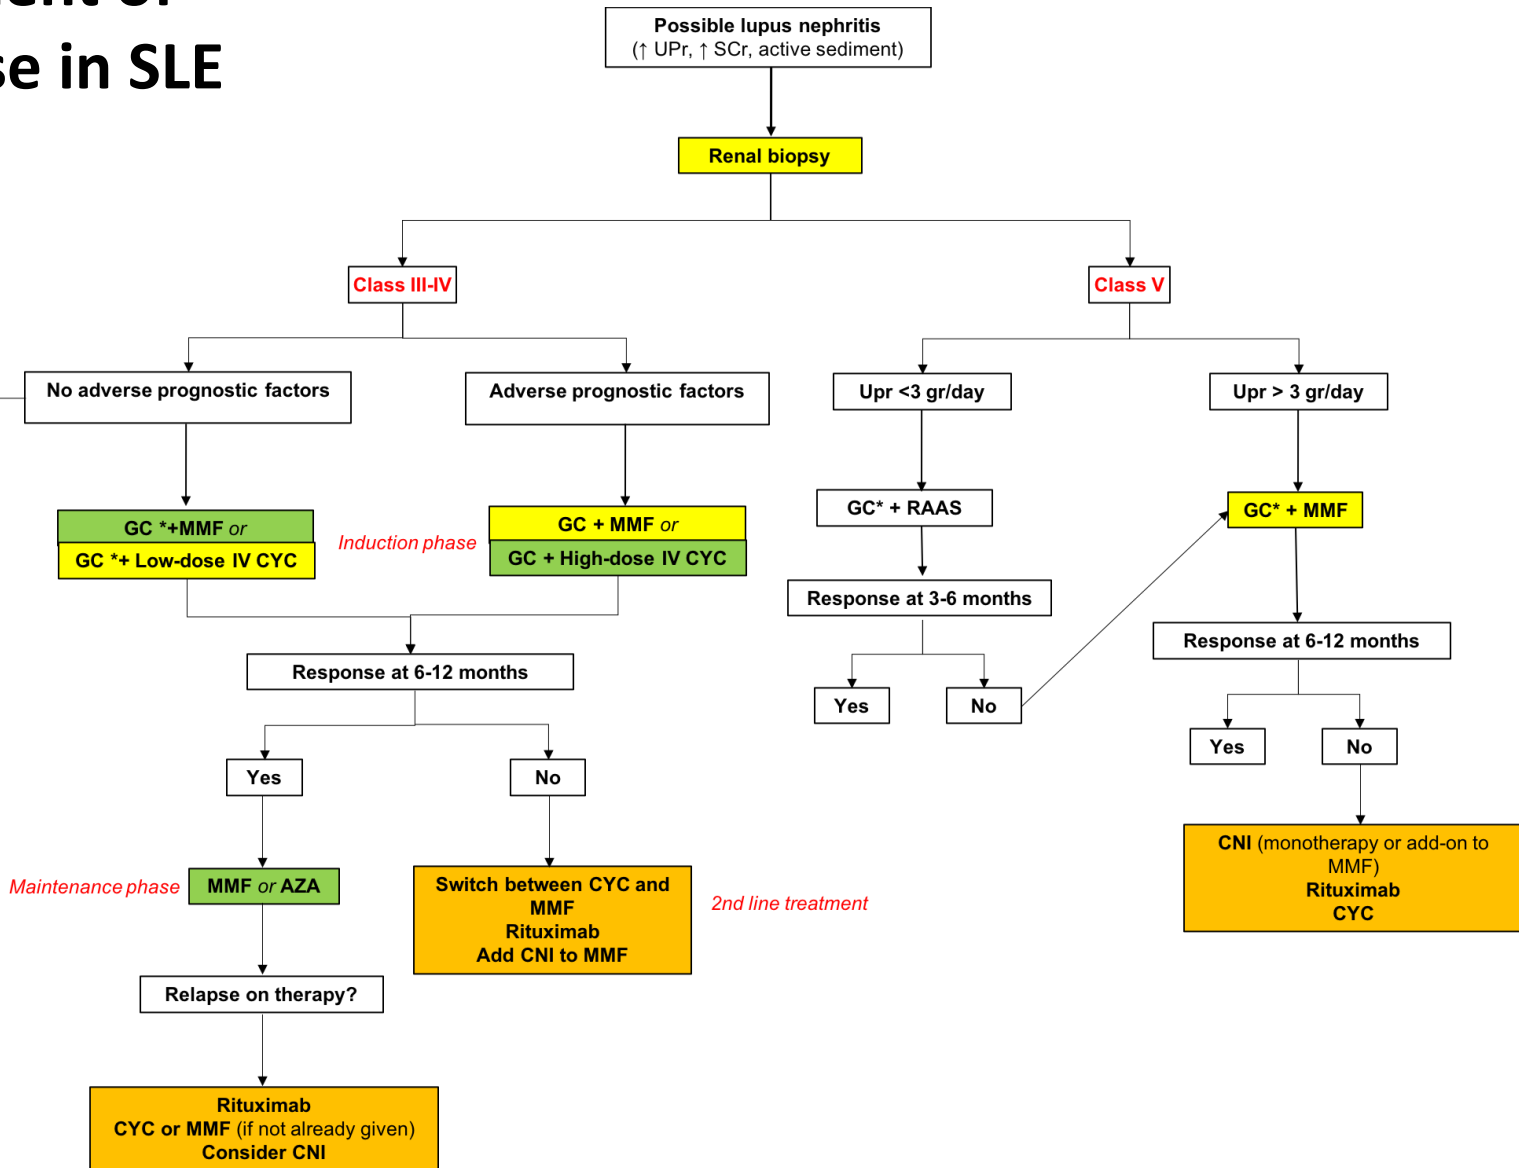 se in SLE
Possible lupus nephritis
(↑ UPr, ↑ SCr, active sediment)
Renal biopsy
Class III-IV
Class V
No adverse prognostic factors
Adverse prognostic factors
Upr <3 gr/day
Upr > 3 gr/day
GC *+MMF or
GC *+ Low-dose IV CYC
Induction phase
GC + MMF or
GC + High-dose IV CYC
GC* + RAAS
GC* + MMF
Response at 3-6 months
Response at 6-12 months
Response at 6-12 months
Yes
No
Yes
No
Yes
No
Maintenance phase
MMF or AZA
Switch between CYC and
MMF
Rituximab
Add CNI to MMF
2nd line treatment
CNI (monotherapy or add-on to
MMF)
Rituximab
CYC
Relapse on therapy?
Rituximab
CYC or MMF (if not already given)
Consider CNI